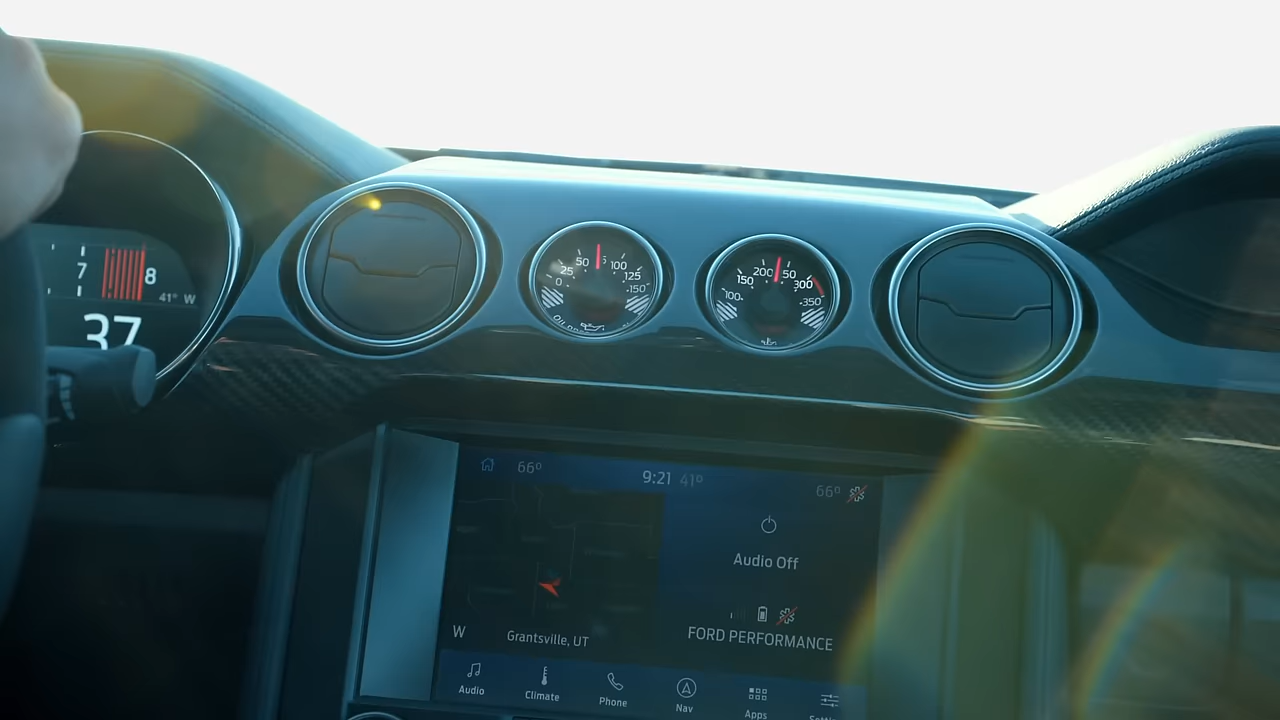 7
8
41° W
37
0
25
50
100
125
150
100
150
200
50
300
350
66°
9:21 41°
66°
Audio Off
W
Grantsville, UT
FORD PERFORMANCE
Audio
Climate
Phone
Nav
Apps